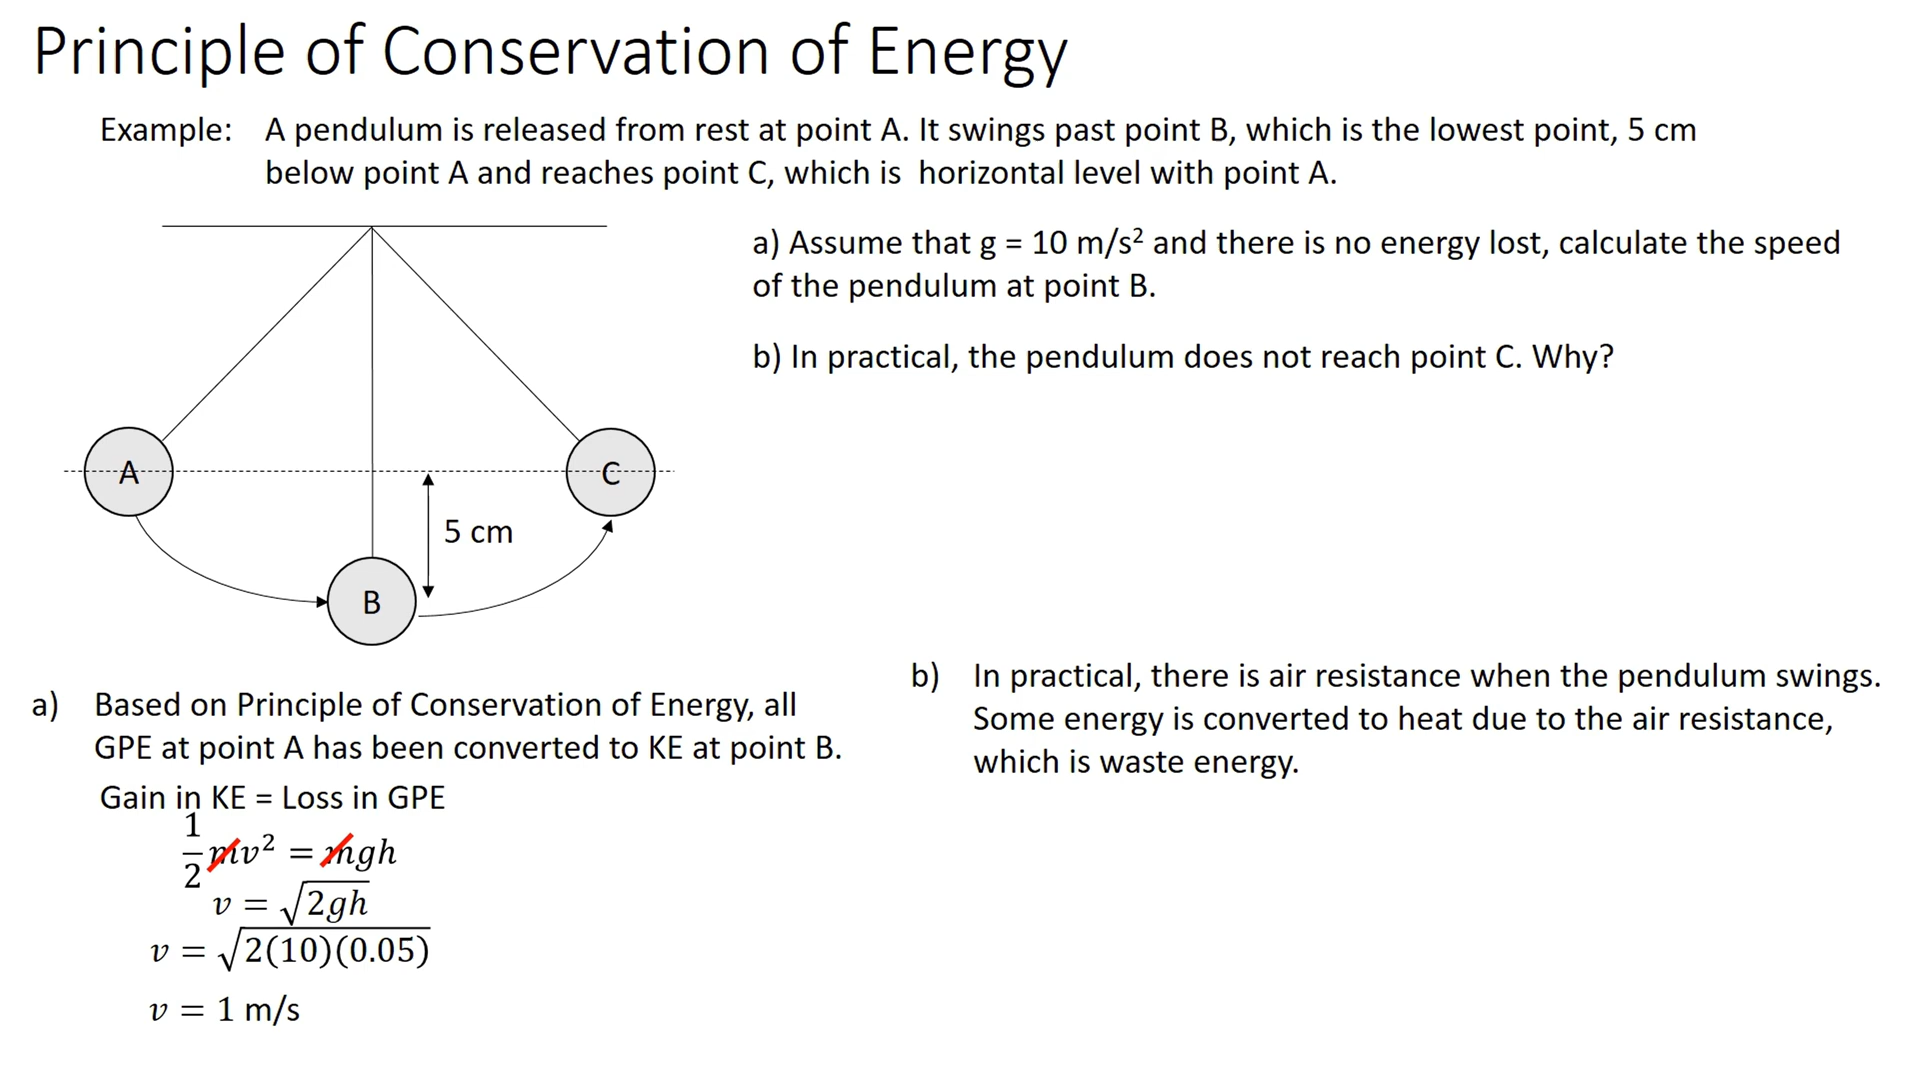 Principle of Conservation of Energy
Example: A pendulum is released from rest at point A. It swings past point B, which is the lowest point, 5 cm
below point A and reaches point C, which is horizontal level with point A.
a) Assume that g = 10 m/s² and there is no energy lost, calculate the speed
of the pendulum at point B.
b) In practical, the pendulum does not reach point C. Why?
A
C
5 cm
B
a) Based on Principle of Conservation of Energy, all
GPE at point A has been converted to KE at point B.
Gain in KE = Loss in GPE
1/2 mv² = mgh
v = √2gh
v = √2(10)(0.05)
v = 1 m/s
b) In practical, there is air resistance when the pendulum swings.
Some energy is converted to heat due to the air resistance,
which is waste energy.